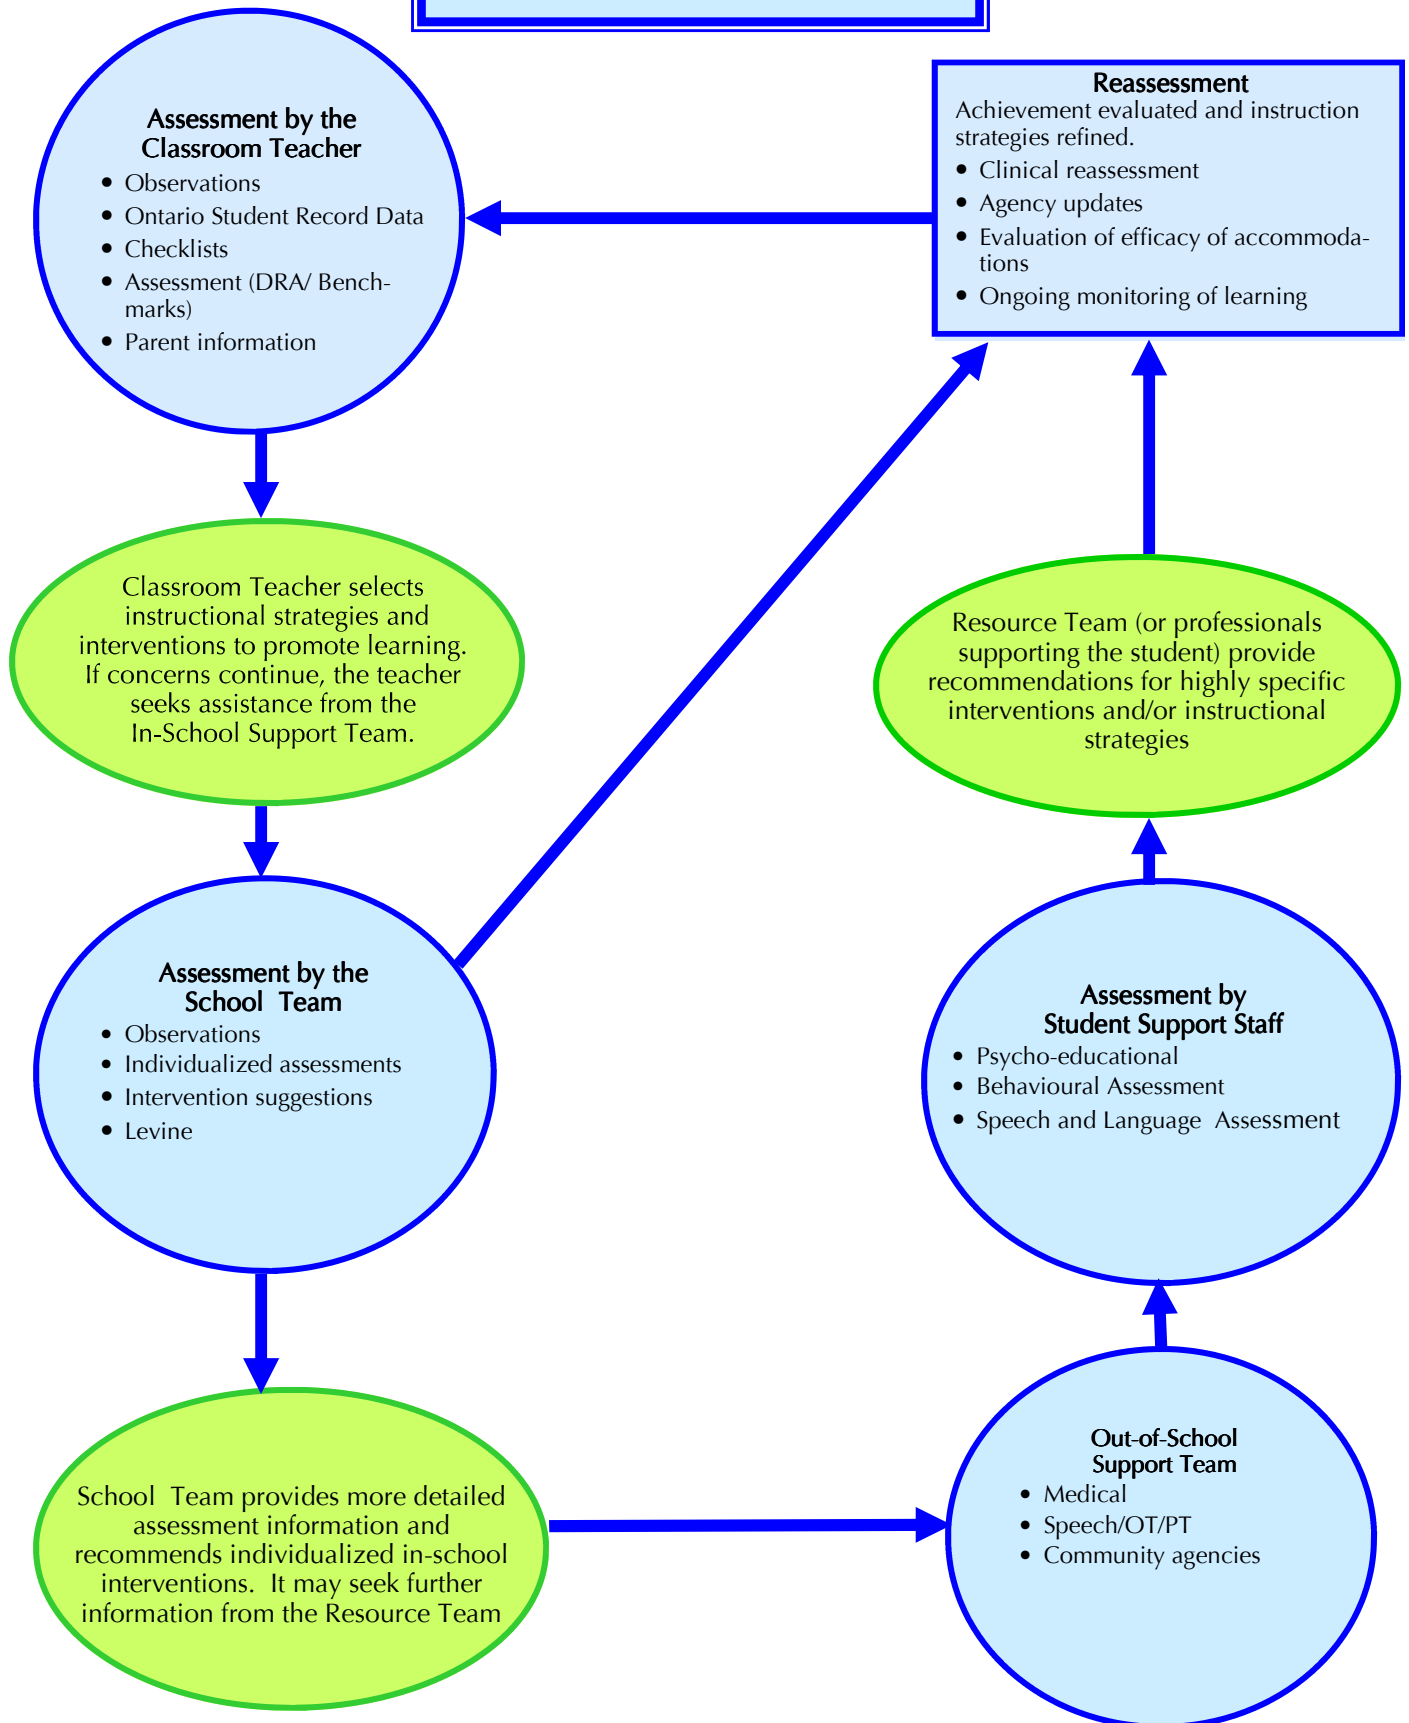 Assessment by the
Classroom Teacher
• Observations
• Ontario Student Record Data
• Checklists
• Assessment (DRA/ Bench-
marks)
• Parent information
Reassessment
Achievement evaluated and instruction
strategies refined.
• Clinical reassessment
• Agency updates
• Evaluation of efficacy of accommoda-
tions
• Ongoing monitoring of learning
Classroom Teacher selects
instructional strategies and
interventions to promote learning.
If concerns continue, the teacher
seeks assistance from the
In-School Support Team.
Resource Team (or professionals
supporting the student) provide
recommendations for highly specific
interventions and/or instructional
strategies
Assessment by the
School Team
• Observations
• Individualized assessments
• Intervention suggestions
• Levine
Assessment by
Student Support Staff
• Psycho-educational
• Behavioural Assessment
• Speech and Language Assessment
School Team provides more detailed
assessment information and
recommends individualized in-school
interventions. It may seek further
information from the Resource Team
Out-of-School
Support Team
• Medical
• Speech/OT/PT
• Community agencies